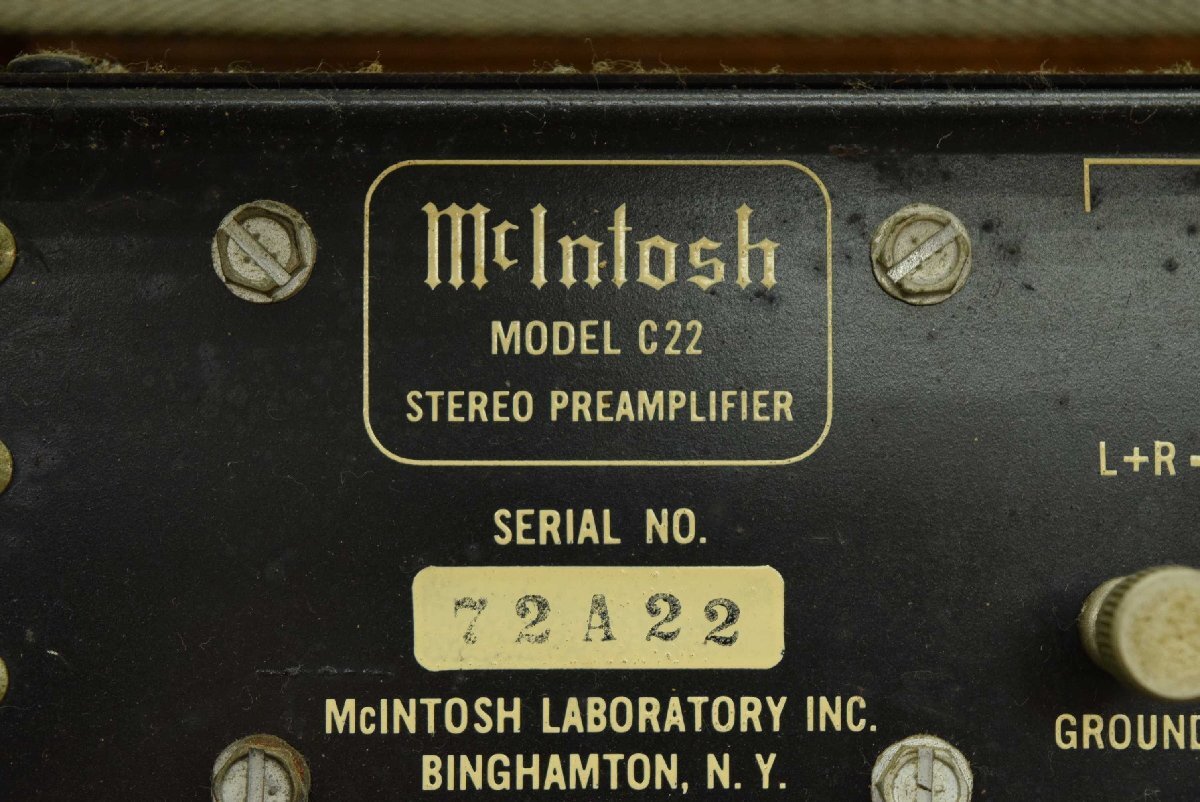 McIntosh
MODEL C22
STEREO PREAMPLIFIER
L+R
SERIAL NO.
72A22
McINTOSH LABORATORY INC.
GROUND
BINGHAMTON, N. Y.